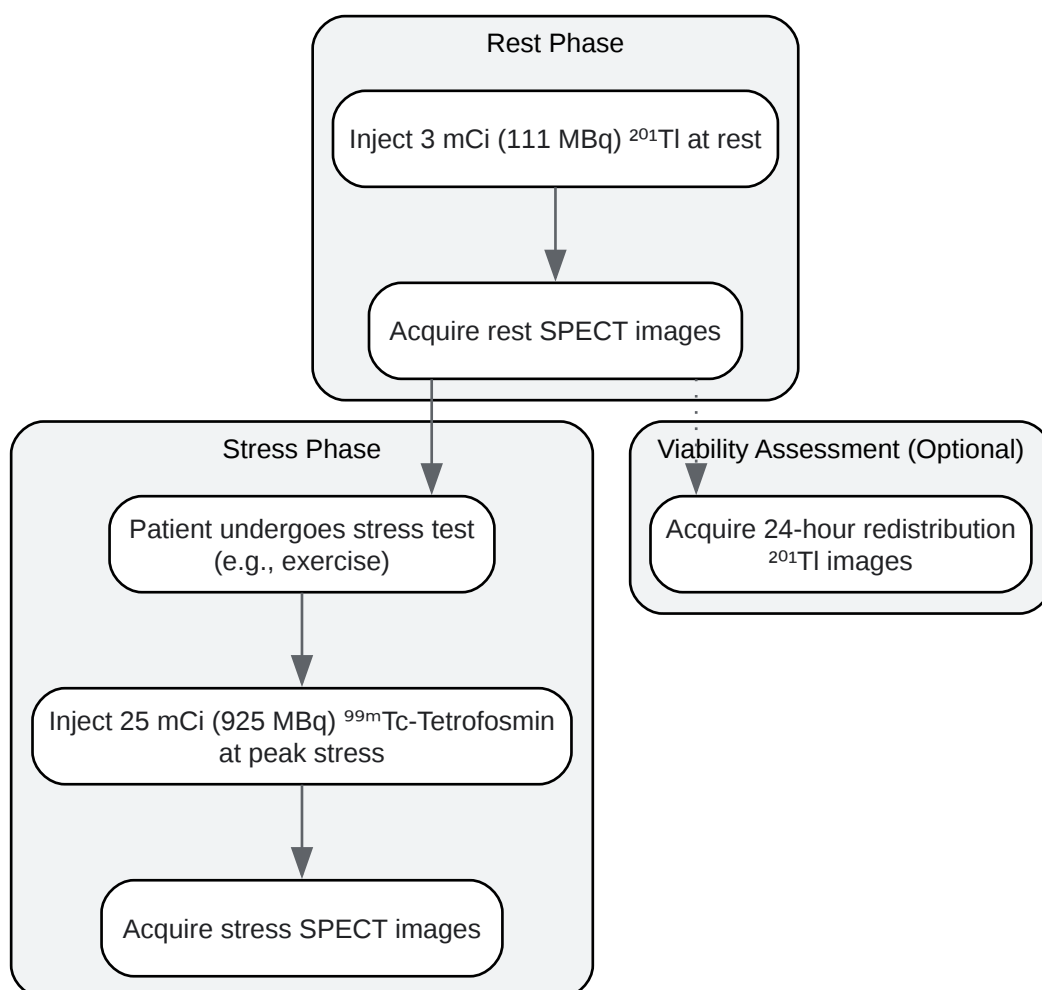 Rest Phase
Inject 3 mCi (111 MBq) ²⁰¹Tl at rest
Acquire rest SPECT images
Stress Phase
Patient undergoes stress test
(e.g., exercise)
Inject 25 mCi (925 MBq) ⁹⁹ᵐTc-Tetrofosmin
at peak stress
Acquire stress SPECT images
Viability Assessment (Optional)
Acquire 24-hour redistribution
²⁰¹Tl images